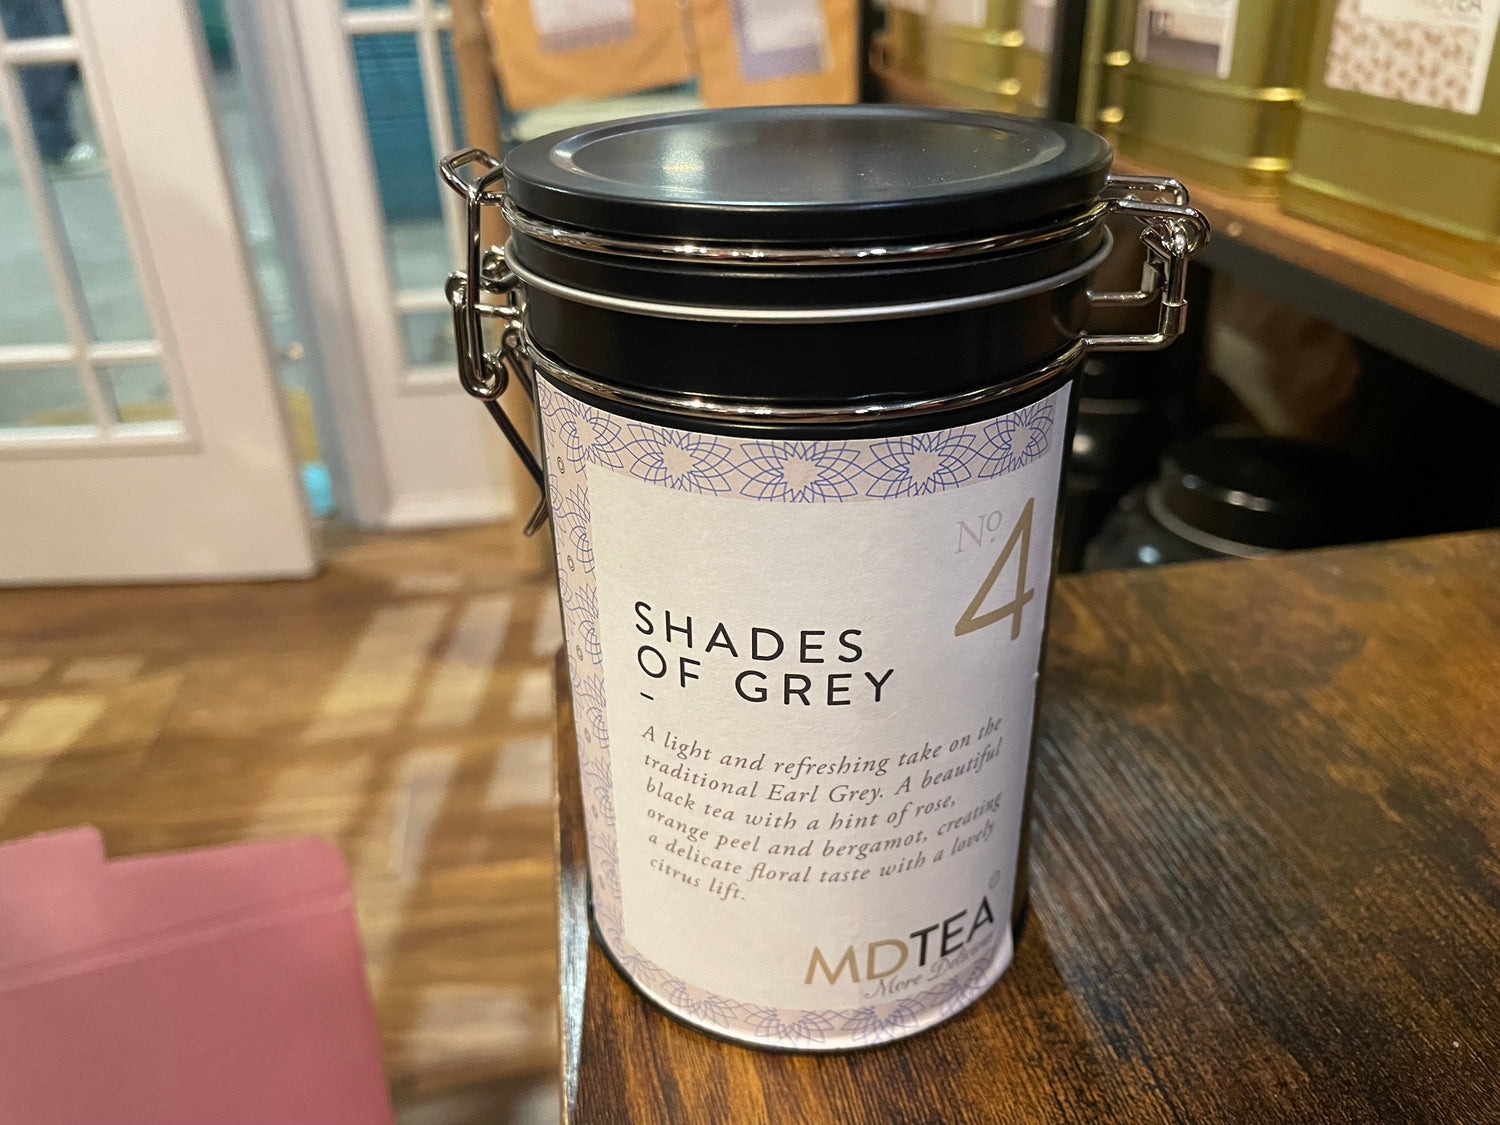 No 4
SHADES
OF GREY
-
A light and refreshing take on the
traditional Earl Grey. A beautiful
black tea with a hint of rose,
orange peel and bergamot, creating
a delicate floral taste with a lovely
citrus lift.
MDTEA
More